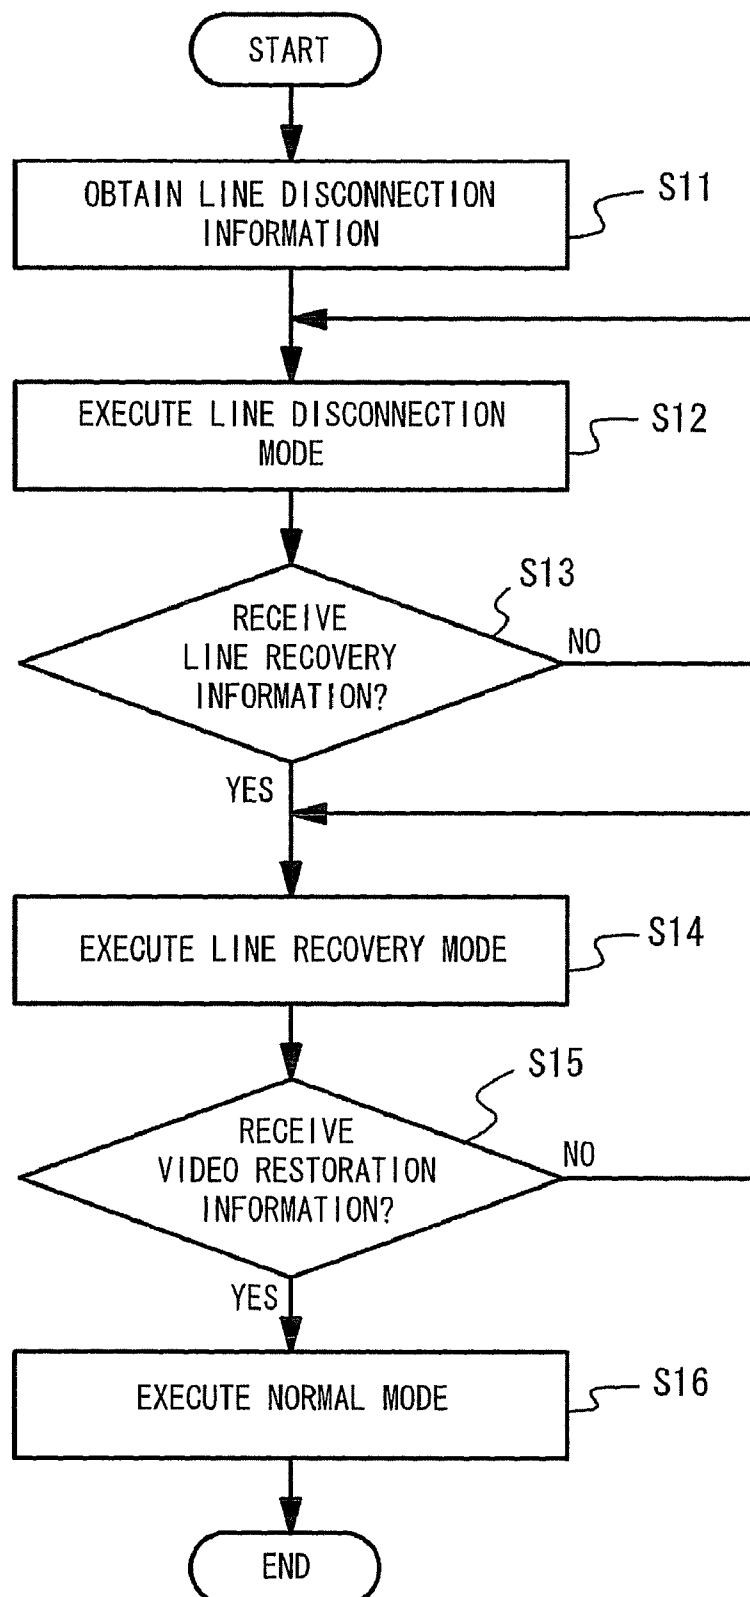 START
OBTAIN LINE DISCONNECTION
INFORMATION
S11
EXECUTE LINE DISCONNECTION
MODE
S12
S13
RECEIVE
LINE RECOVERY
INFORMATION?
NO
YES
EXECUTE LINE RECOVERY MODE
S14
S15
RECEIVE
VIDEO RESTORATION
INFORMATION?
NO
YES
EXECUTE NORMAL MODE
S16
END